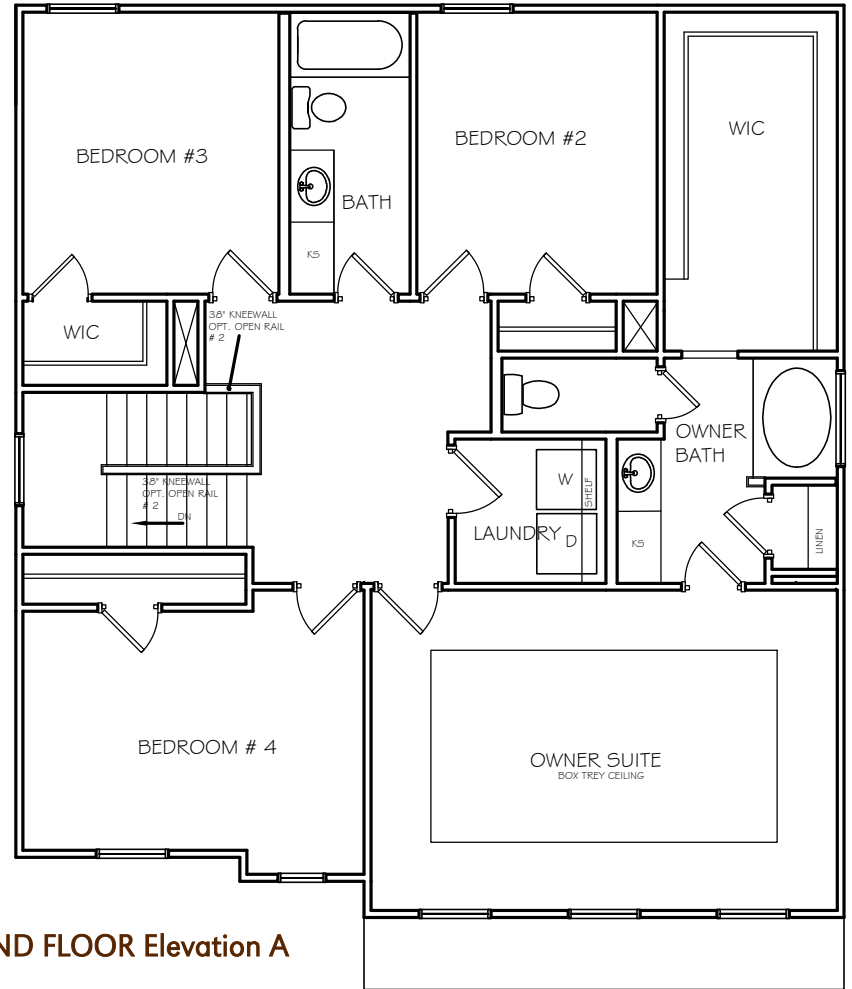 BEDROOM #3
BATH
KS
BEDROOM #2
WIC
WIC
38" KNEEWALL
OPT. OPEN RAIL
# 2
38" KNEEWALL
OPT. OPEN RAIL
# 2
DN
OWNER
BATH
W
SHELF
LAUNDRY
D
KS
LINEN
BEDROOM # 4
OWNER SUITE
BOX TREY CEILING
ND FLOOR Elevation A